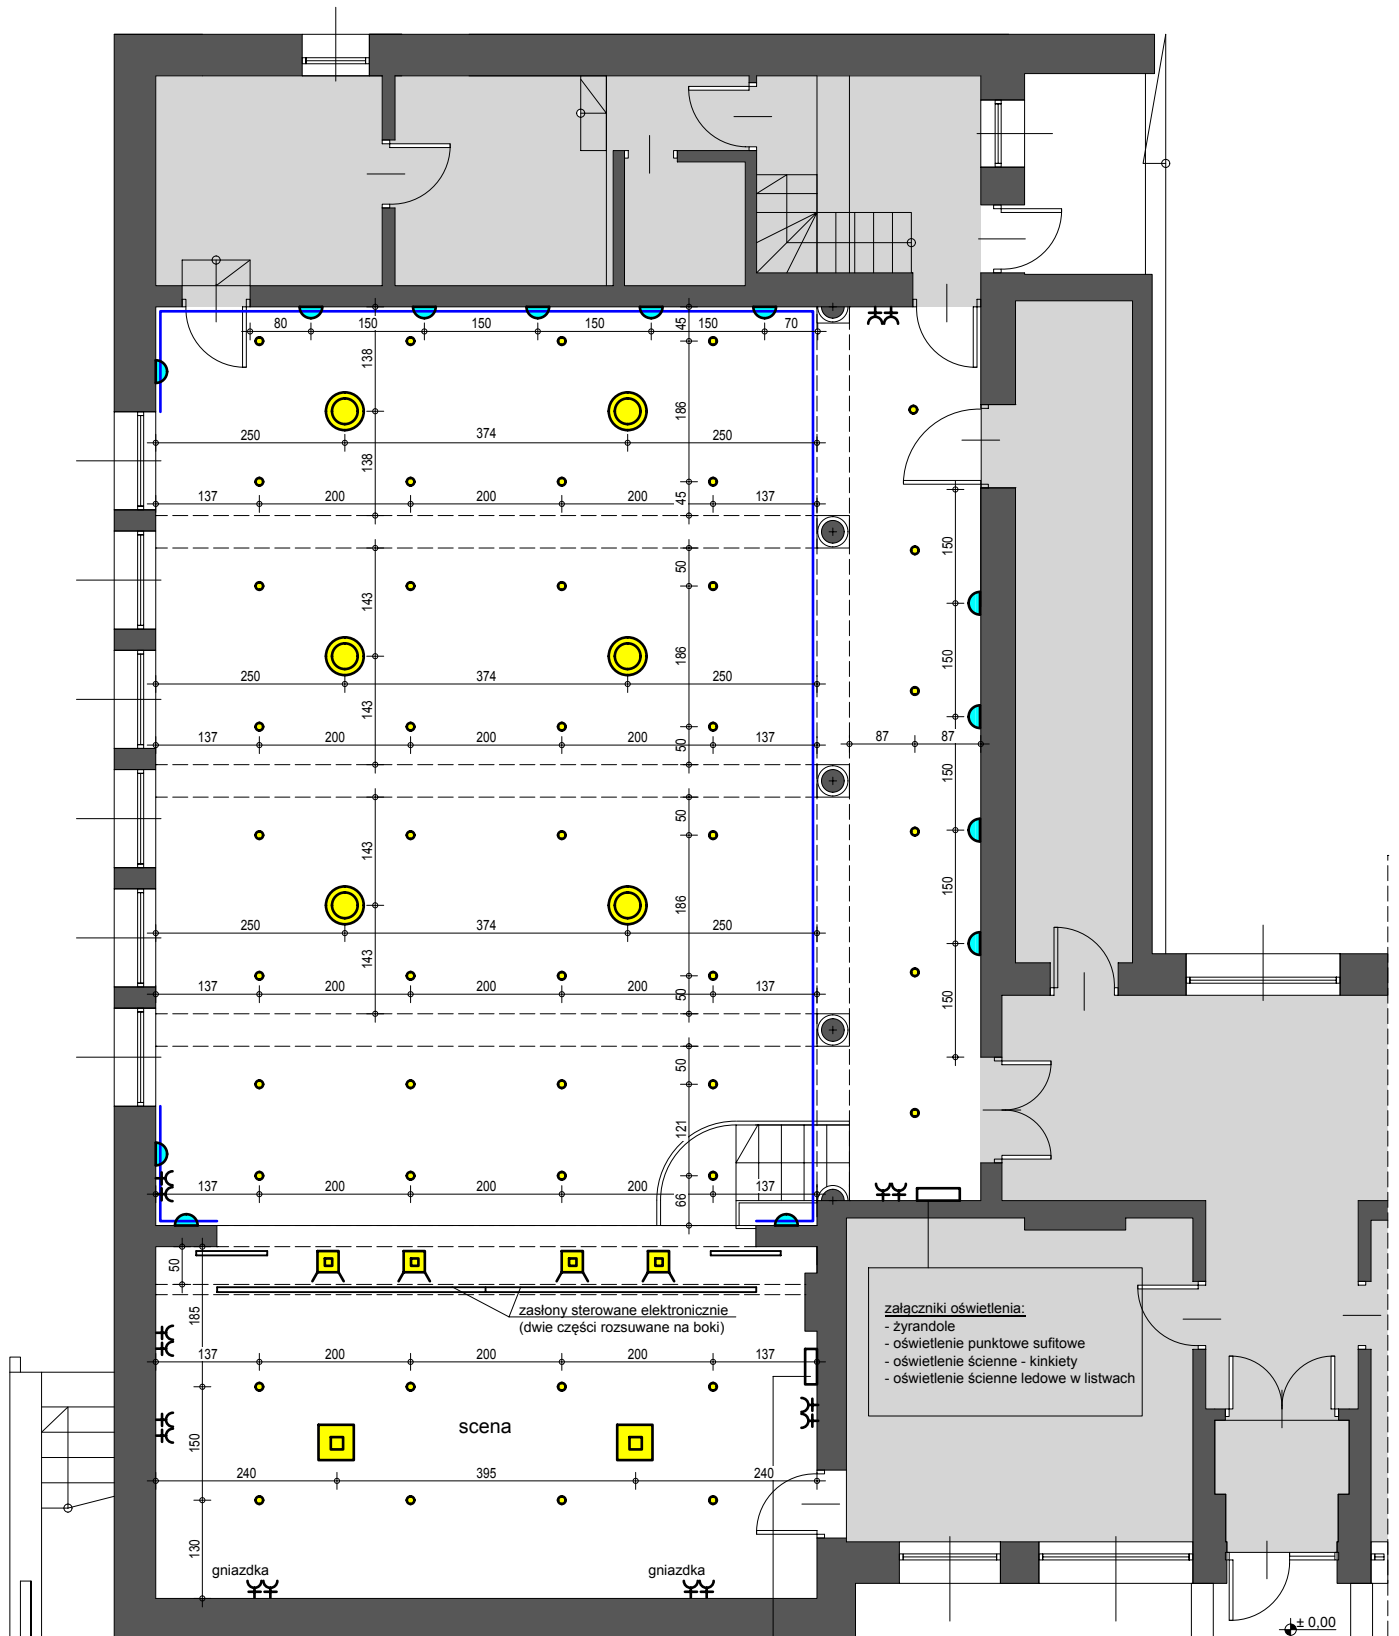 80 150 150 150 150 70
45
138
186
250 374 250
138
137 200 200 200 137
45
50
150
143
186
150
250 374 250
143
137 200 200 200 137
50
87 87
150
50
143
186
150
250 374 250
143
137 200 200 200 137
50
150
50
121
137 200 200 200 137
66
50
185
zasłony sterowane elektronicznie
(dwie części rozsuwane na boki)
załączniki oświetlenia:
- żyrandole
- oświetlenie punktowe sufitowe
- oświetlenie ścienne - kinkiety
- oświetlenie ścienne ledowe w listwach
137 200 200 200 137
scena
150
240 395 240
130
gniazdka gniazdka
± 0,00